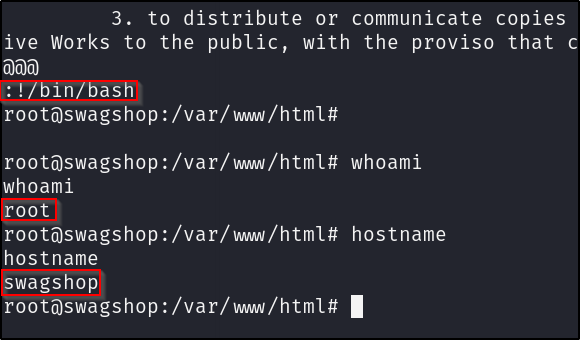 3. to distribute or communicate copies
ive Works to the public, with the proviso that c
@@@
:!/bin/bash
root@swagshop:/var/www/html#
root@swagshop:/var/www/html# whoami
whoami
root
root@swagshop:/var/www/html# hostname
hostname
swagshop
root@swagshop:/var/www/html#